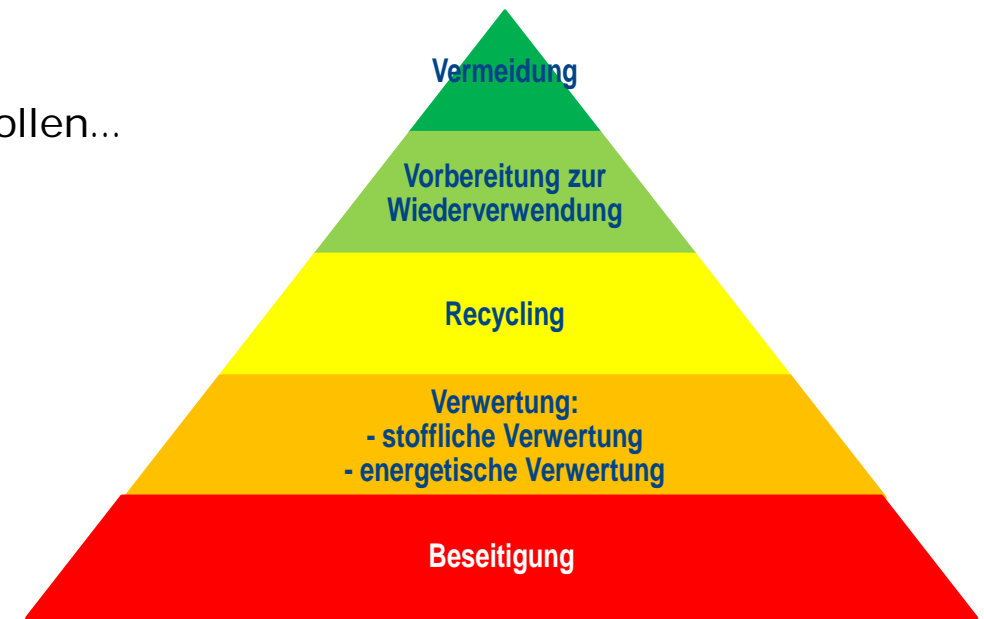 Vermeidung
ollen...
Vorbereitung zur
Wiederverwendung
Recycling
Verwertung:
- stoffliche Verwertung
- energetische Verwertung
Beseitigung